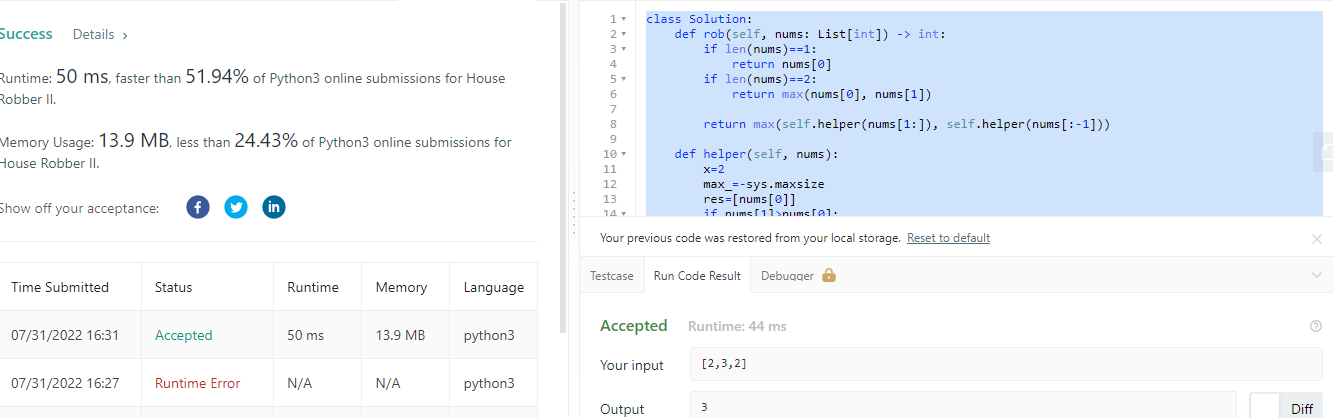 Success Details >
Runtime: 50 ms, faster than 51.94% of Python3 online submissions for House
Robber II.
Memory Usage: 13.9 MB, less than 24.43% of Python3 online submissions for
House Robber II.
Show off your acceptance:
Time Submitted Status Runtime Memory Language
07/31/2022 16:31 Accepted 50 ms 13.9 MB python3
07/31/2022 16:27 Runtime Error N/A N/A python3
1 class Solution:
2 def rob(self, nums: List[int]) -> int:
3 if len(nums)==1:
4 return nums[0]
5 if len(nums)==2:
6 return max(nums[0], nums[1])
7
8 return max(self.helper(nums[1:]), self.helper(nums[:-1]))
9
10 def helper(self, nums):
11 x=2
12 max_=-sys.maxsize
13 res=[nums[0]]
14 if nums[1]>nums[0]:
Your previous code was restored from your local storage. Reset to default
Testcase Run Code Result Debugger
Accepted Runtime: 44 ms
Your input [2,3,2]
Output 3 Diff